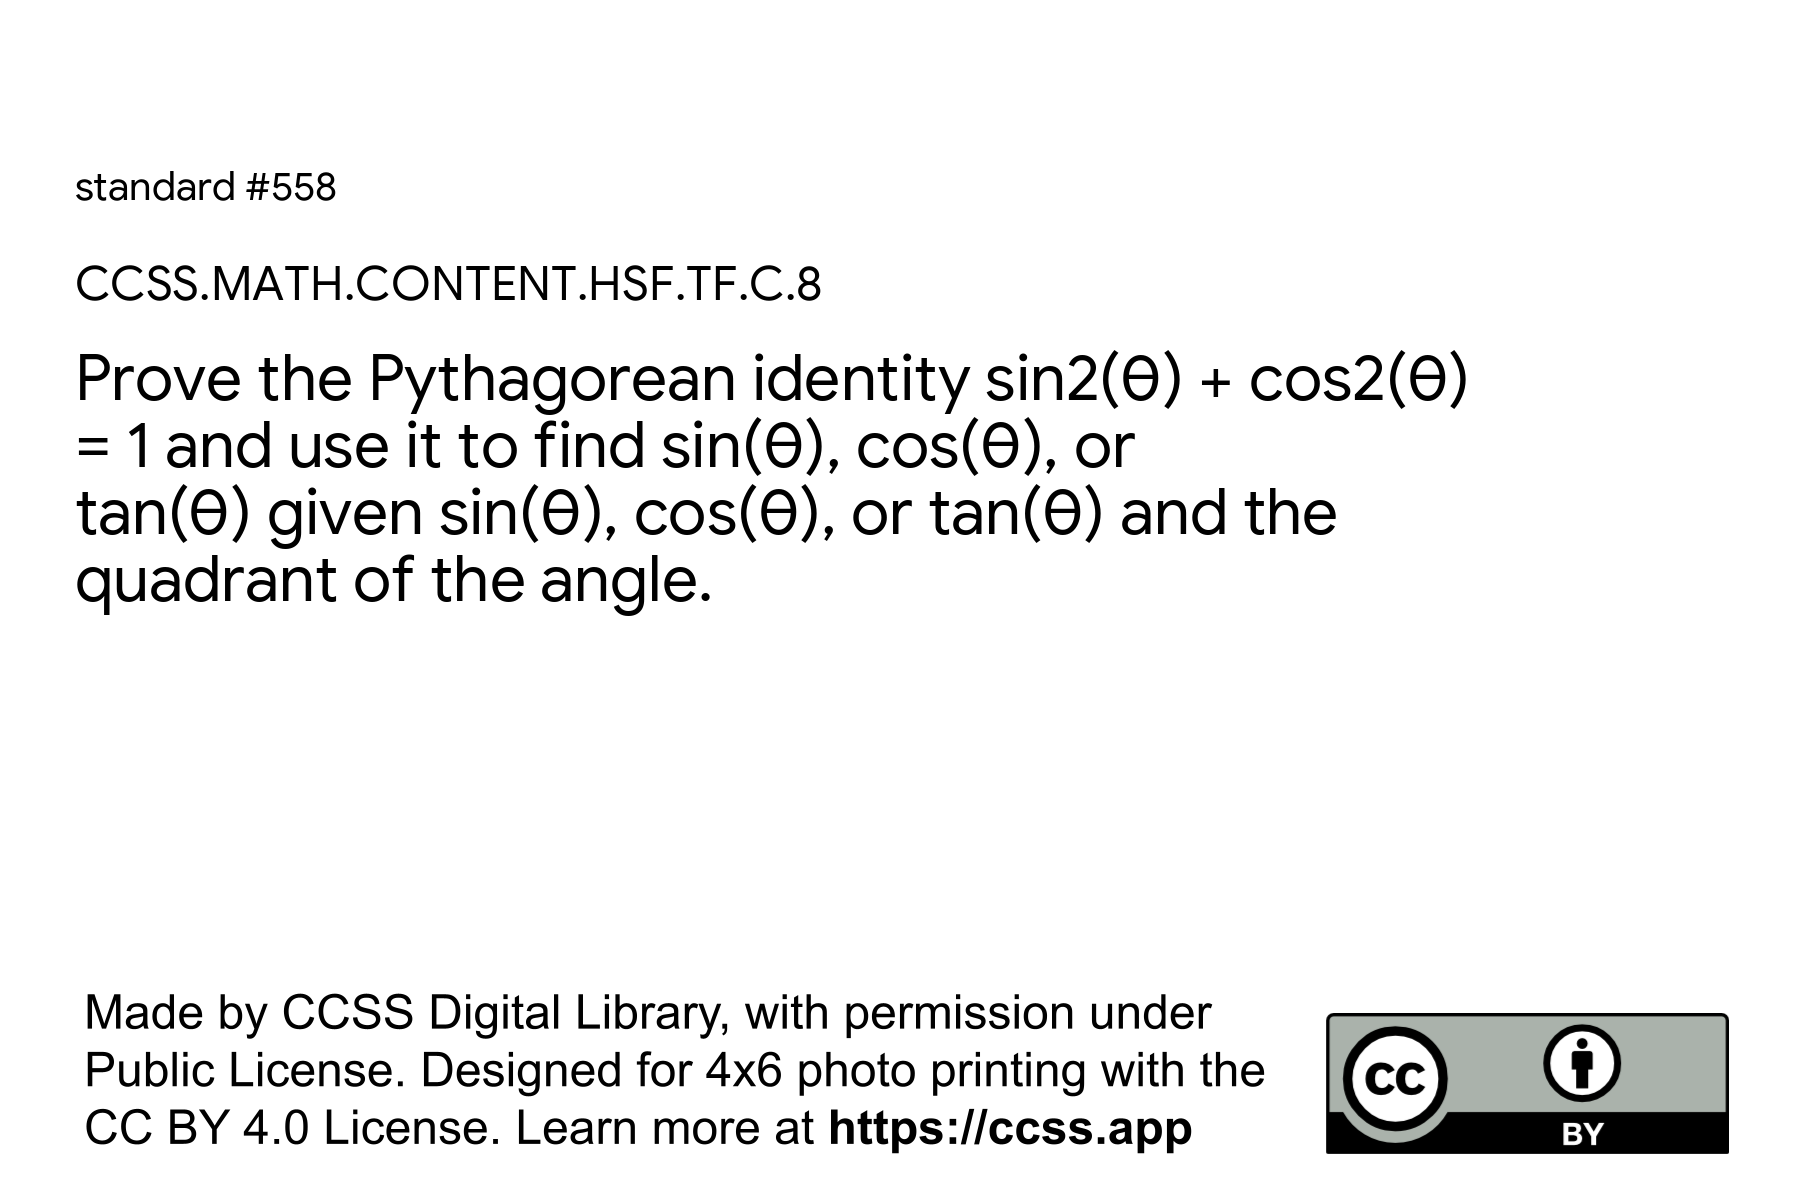 standard #558
CCSS.MATH.CONTENT.HSF.TF.C.8
Prove the Pythagorean identity sin2(θ) + cos2(θ)
= 1 and use it to find sin(θ), cos(θ), or
tan(θ) given sin(θ), cos(θ), or tan(θ) and the
quadrant of the angle.
Made by CCSS Digital Library, with permission under
Public License. Designed for 4x6 photo printing with the
CC BY 4.0 License. Learn more at https://ccss.app
CC
BY